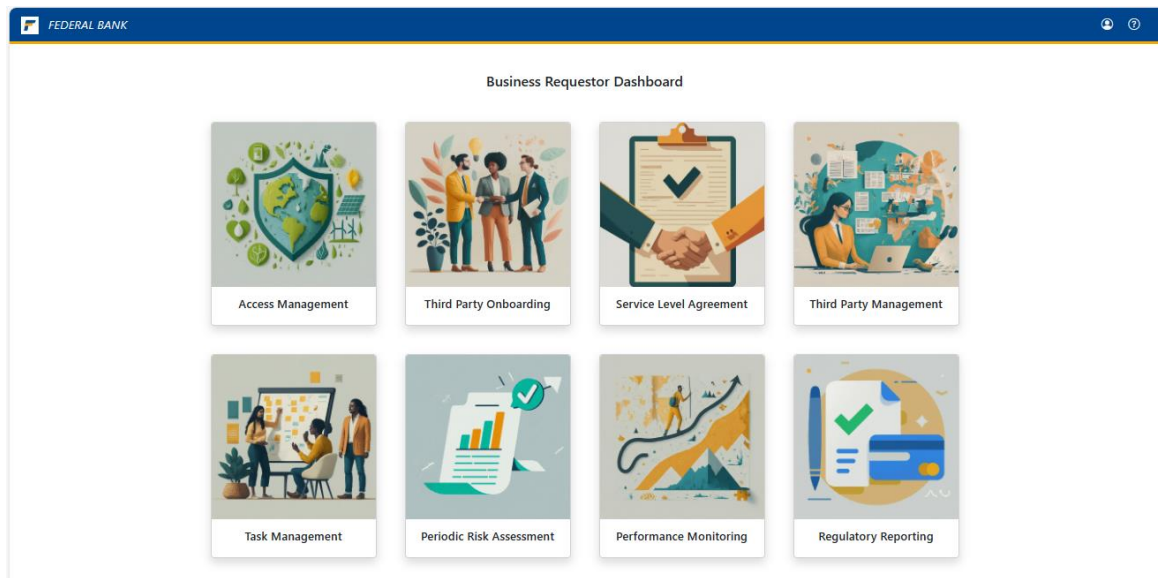 FEDERAL BANK
Business Requestor Dashboard
Access Management
Third Party Onboarding
Service Level Agreement
Third Party Management
Task Management
Periodic Risk Assessment
Performance Monitoring
Regulatory Reporting